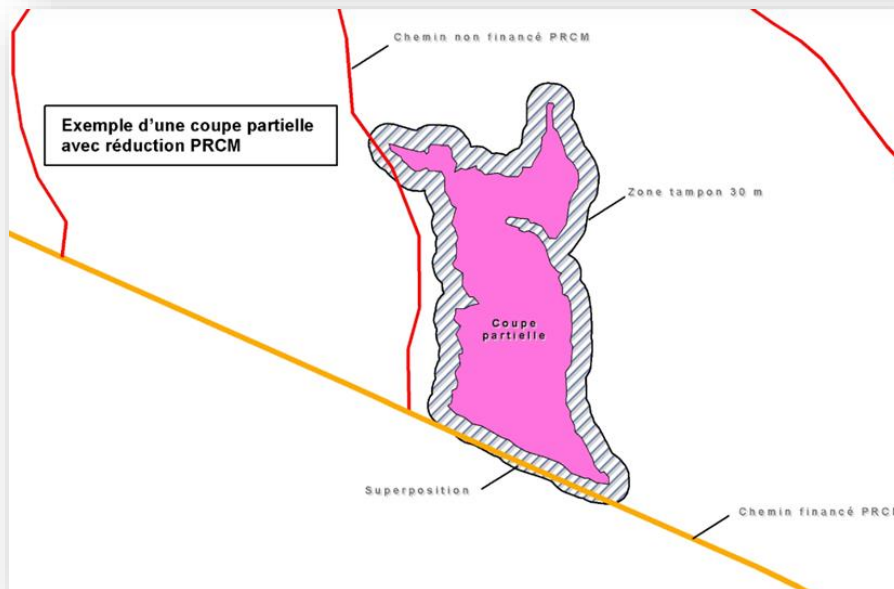 Chemin non financé PRCM
Exemple d'une coupe partielle
avec réduction PRCM
Zone tampon 30 m
Coupe
partielle
Superposition
Chemin financé PRCM